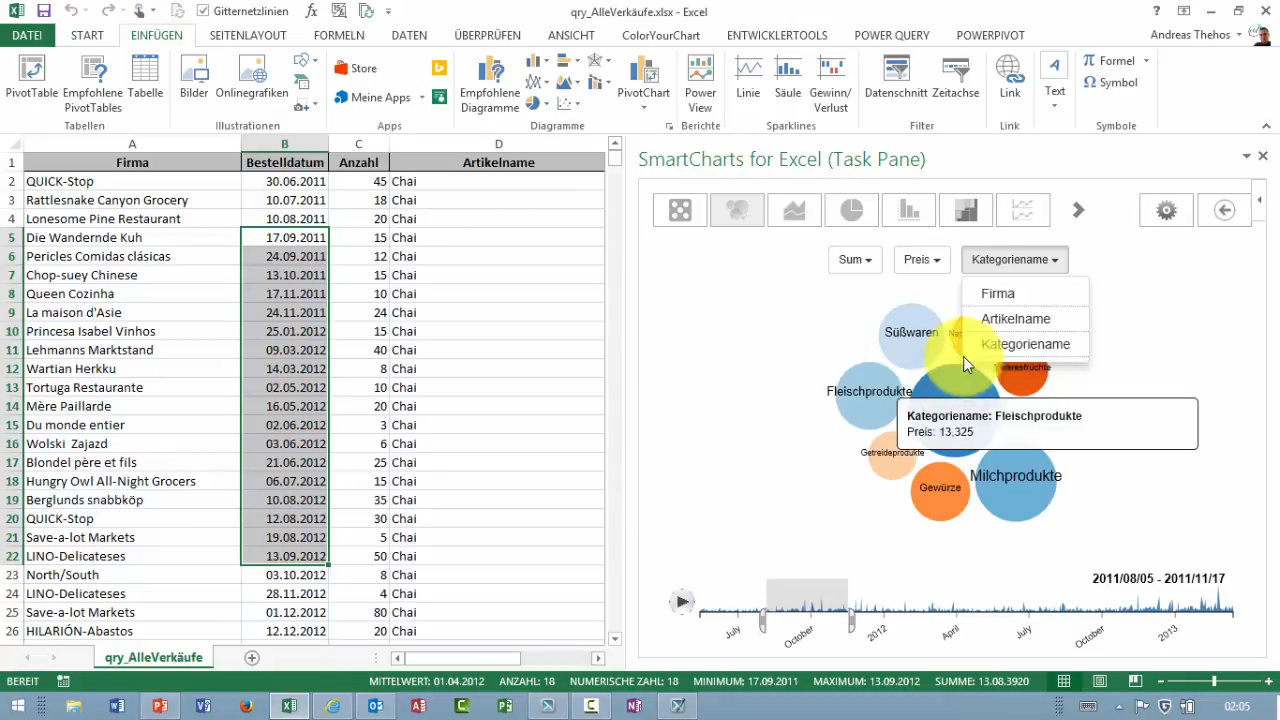 Gitternetzlinien
qry_AlleVerkäufe.xlsx - Excel
DATEI START EINFÜGEN SEITENLAYOUT FORMELN DATEN ÜBERPRÜFEN ANSICHT ColorYourChart ENTWICKLERTOOLS POWER QUERY POWERPIVOT Andreas Thehos
PivotTable Empfohlene PivotTables Tabelle
Tabellen
Bilder Onlinegrafiken
Illustrationen
Store
Meine Apps
Apps
Empfohlene Diagramme
PivotChart
Diagramme
Power View
Berichte
Linie Säule Gewinn/ Verlust
Sparklines
Datenschnitt Zeitachse
Filter
Link
Link
Text
Formel
Symbol
Symbole
A B C D
1 Firma Bestelldatum Anzahl Artikelname
2 QUICK-Stop 30.06.2011 45 Chai
3 Rattlesnake Canyon Grocery 10.07.2011 18 Chai
4 Lonesome Pine Restaurant 10.08.2011 20 Chai
5 Die Wandernde Kuh 17.09.2011 15 Chai
6 Pericles Comidas clásicas 24.09.2011 12 Chai
7 Chop-suey Chinese 13.10.2011 15 Chai
8 Queen Cozinha 17.11.2011 10 Chai
9 La maison d'Asie 24.11.2011 24 Chai
10 Princesa Isabel Vinhos 25.01.2012 15 Chai
11 Lehmanns Marktstand 09.03.2012 40 Chai
12 Wartian Herkku 14.03.2012 8 Chai
13 Tortuga Restaurante 02.05.2012 10 Chai
14 Mère Paillarde 16.05.2012 20 Chai
15 Du monde entier 02.06.2012 3 Chai
16 Wolski Zajazd 03.06.2012 6 Chai
17 Blondel père et fils 21.06.2012 25 Chai
18 Hungry Owl All-Night Grocers 06.07.2012 15 Chai
19 Berglunds snabbköp 10.08.2012 35 Chai
20 QUICK-Stop 12.08.2012 30 Chai
21 Save-a-lot Markets 19.08.2012 5 Chai
22 LINO-Delicateses 13.09.2012 50 Chai
23 North/South 03.10.2012 8 Chai
24 LINO-Delicateses 28.11.2012 4 Chai
25 Save-a-lot Markets 01.12.2012 80 Chai
26 HILARIÓN-Abastos 12.12.2012 20 Chai
SmartCharts for Excel (Task Pane)
Sum Preis Kategoriename
Firma
Artikelname
Kategoriename
Süßwaren
Fleischprodukte
Kategoriename: Fleischprodukte
Preis: 13,325
Getreideprodukte
Milchprodukte
Gewürze
2011/08/05 - 2011/11/17
July October 2012 April July October 2013
qry_AlleVerkäufe
BEREIT MITTELWERT: 01.04.2012 ANZAHL: 18 NUMERISCHE ZAHL: 18 MINIMUM: 17.09.2011 MAXIMUM: 13.09.2012 SUMME: 13.08.3920
02:05